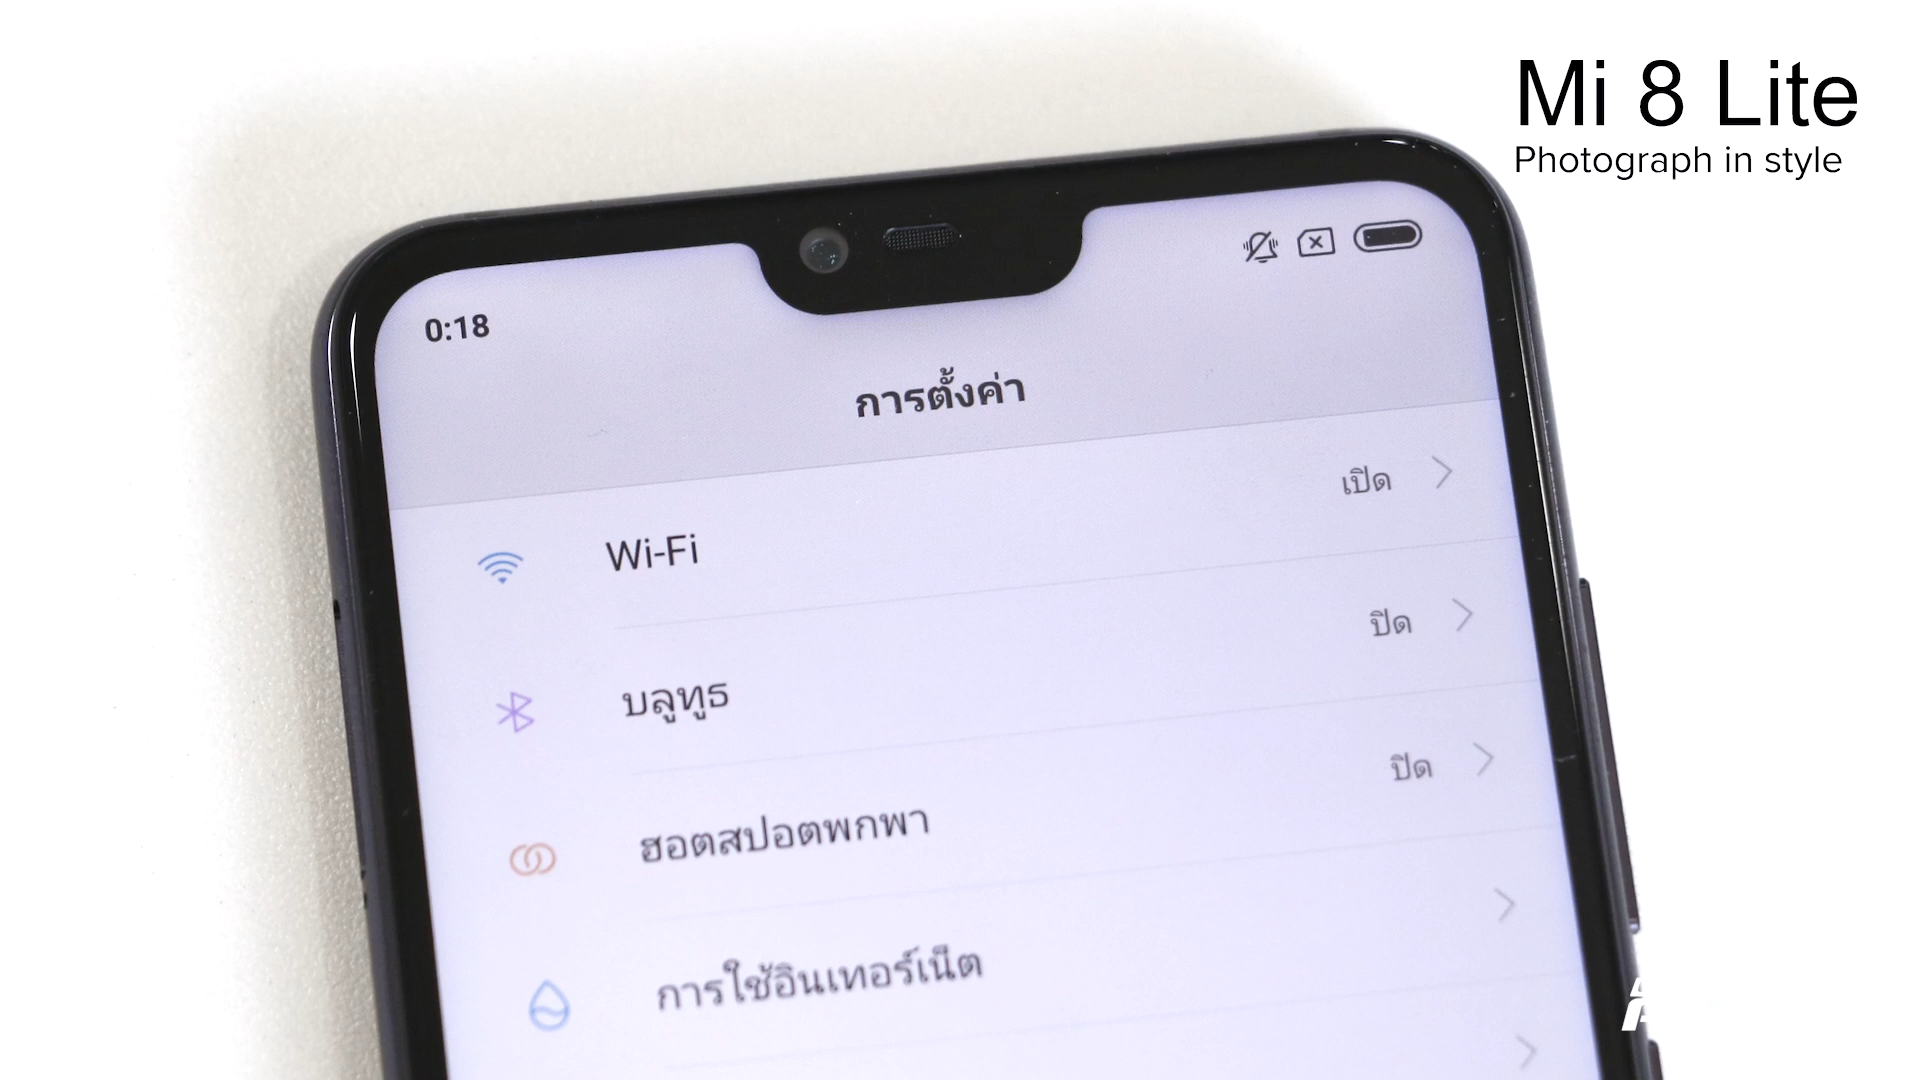 Mi 8 Lite
Photograph in style
0:18
การตั้งค่า
Wi-Fi
เปิด
บลูทูธ
ปิด
ฮอตสปอตพกพา
ปิด
การใช้อินเทอร์เน็ต